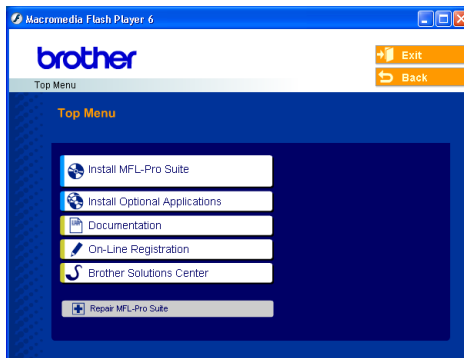 Macromedia Flash Player 6
brother
Exit
Back
Top Menu
Top Menu
Install MFL-Pro Suite
Install Optional Applications
Documentation
On-Line Registration
Brother Solutions Center
Repair MFL-Pro Suite